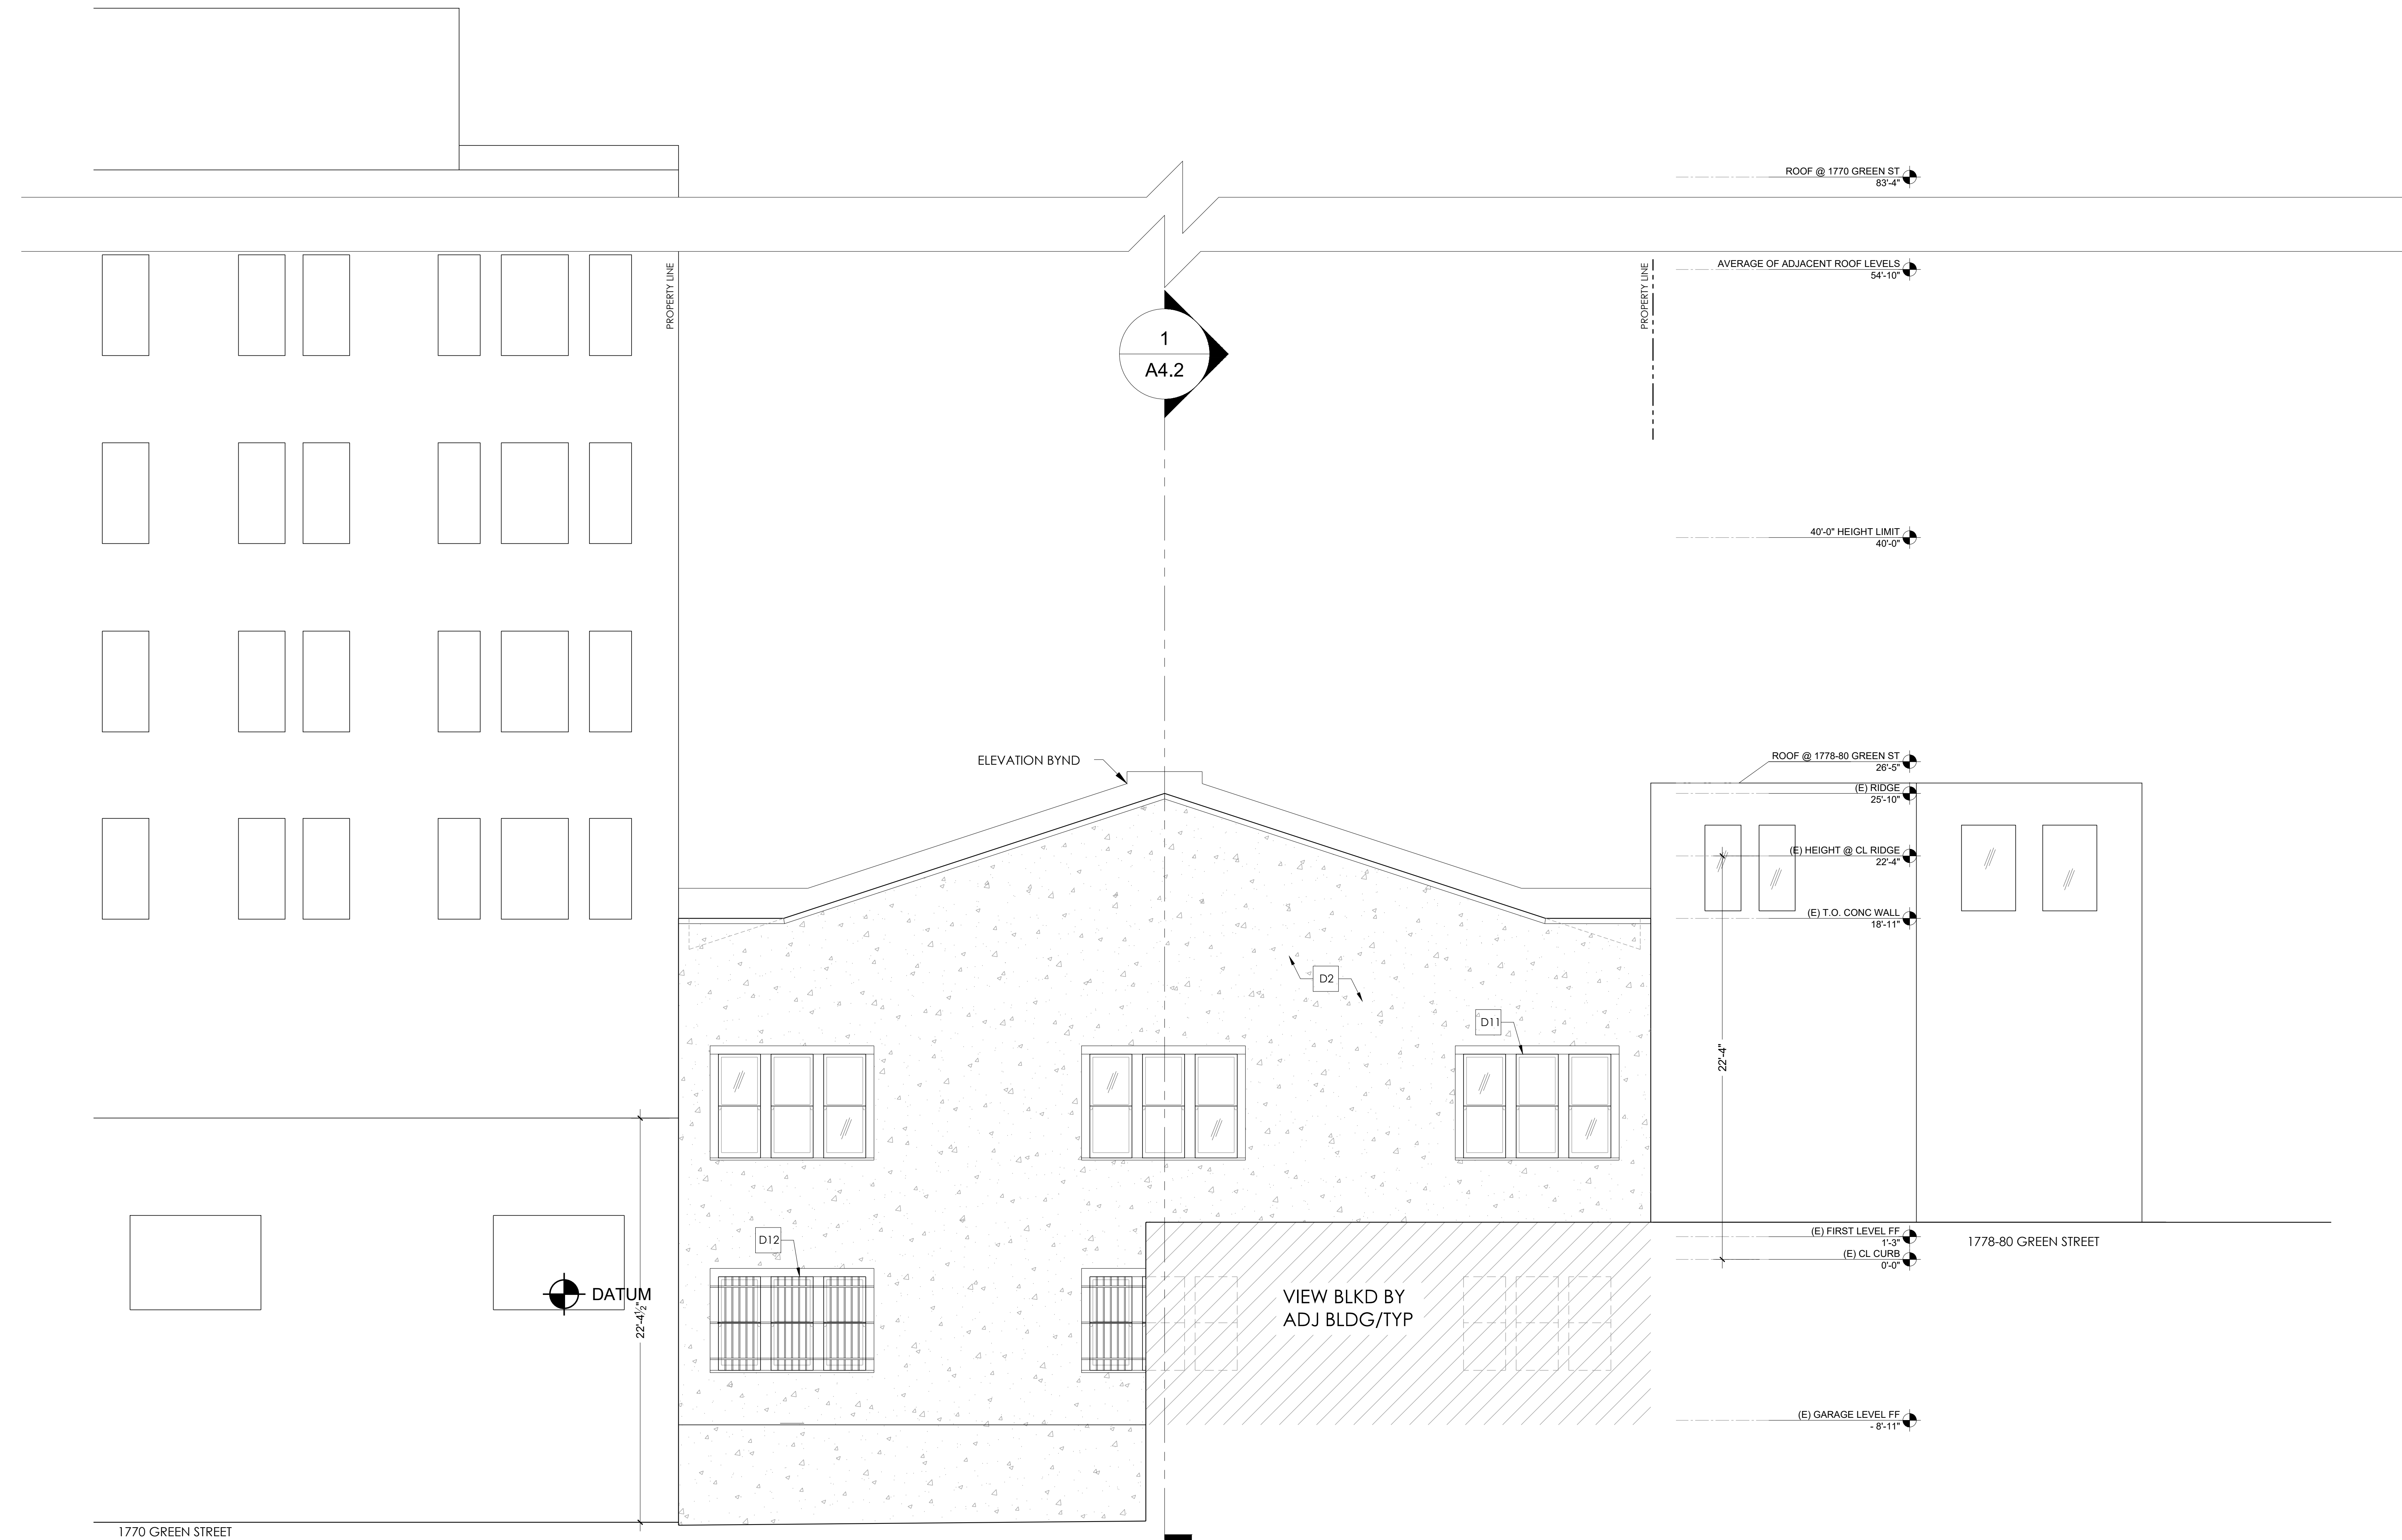 ROOF @ 1770 GREEN ST
83'-4"
PROPERTY LINE
PROPERTY LINE
AVERAGE OF ADJACENT ROOF LEVELS
54'-10"
1
A4.2
40'-0" HEIGHT LIMIT
40'-0"
ELEVATION BYND
ROOF @ 1778-80 GREEN ST
26'-5"
(E) RIDGE
25'-10"
(E) HEIGHT @ CL RIDGE
22'-4"
(E) T.O. CONC WALL
18'-11"
D2
D11
22'-4"
D12
(E) FIRST LEVEL FF
1'-3"
(E) CL CURB
0'-0"
1778-80 GREEN STREET
DATUM
22'-4½"
VIEW BLKD BY
ADJ BLDG/TYP
(E) GARAGE LEVEL FF
- 8'-11"
1770 GREEN STREET